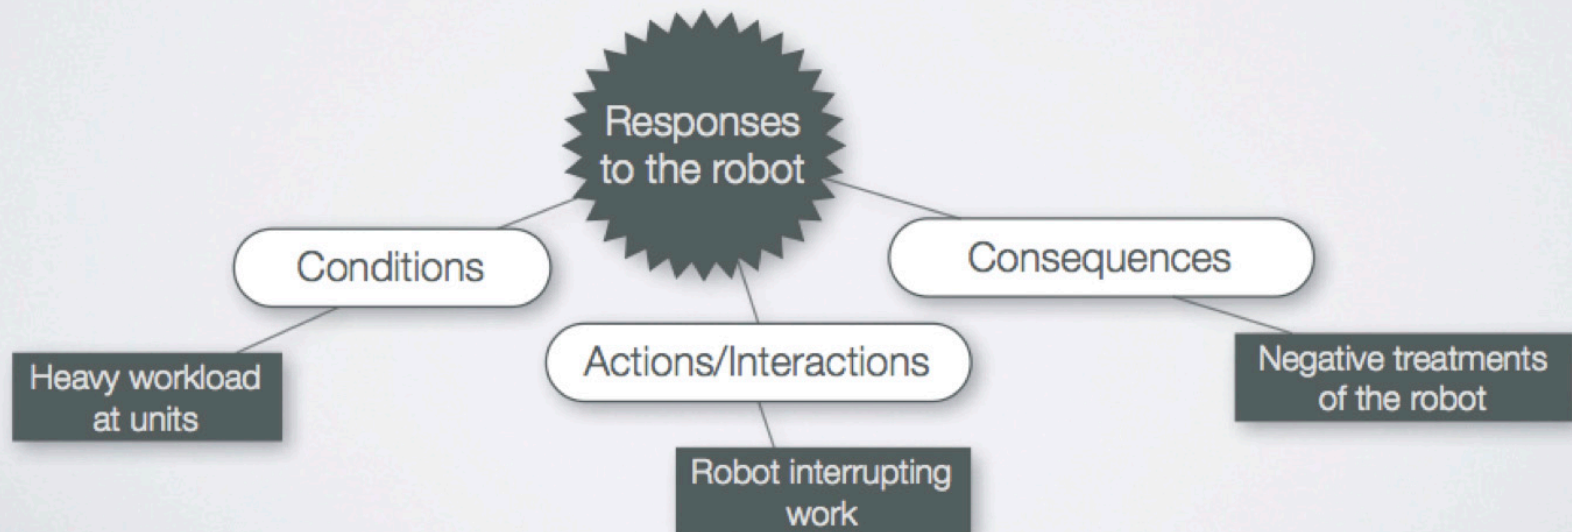 Responses
to the robot
Conditions
Consequences
Actions/Interactions
Heavy workload
at units
Negative treatments
of the robot
Robot interrupting
work